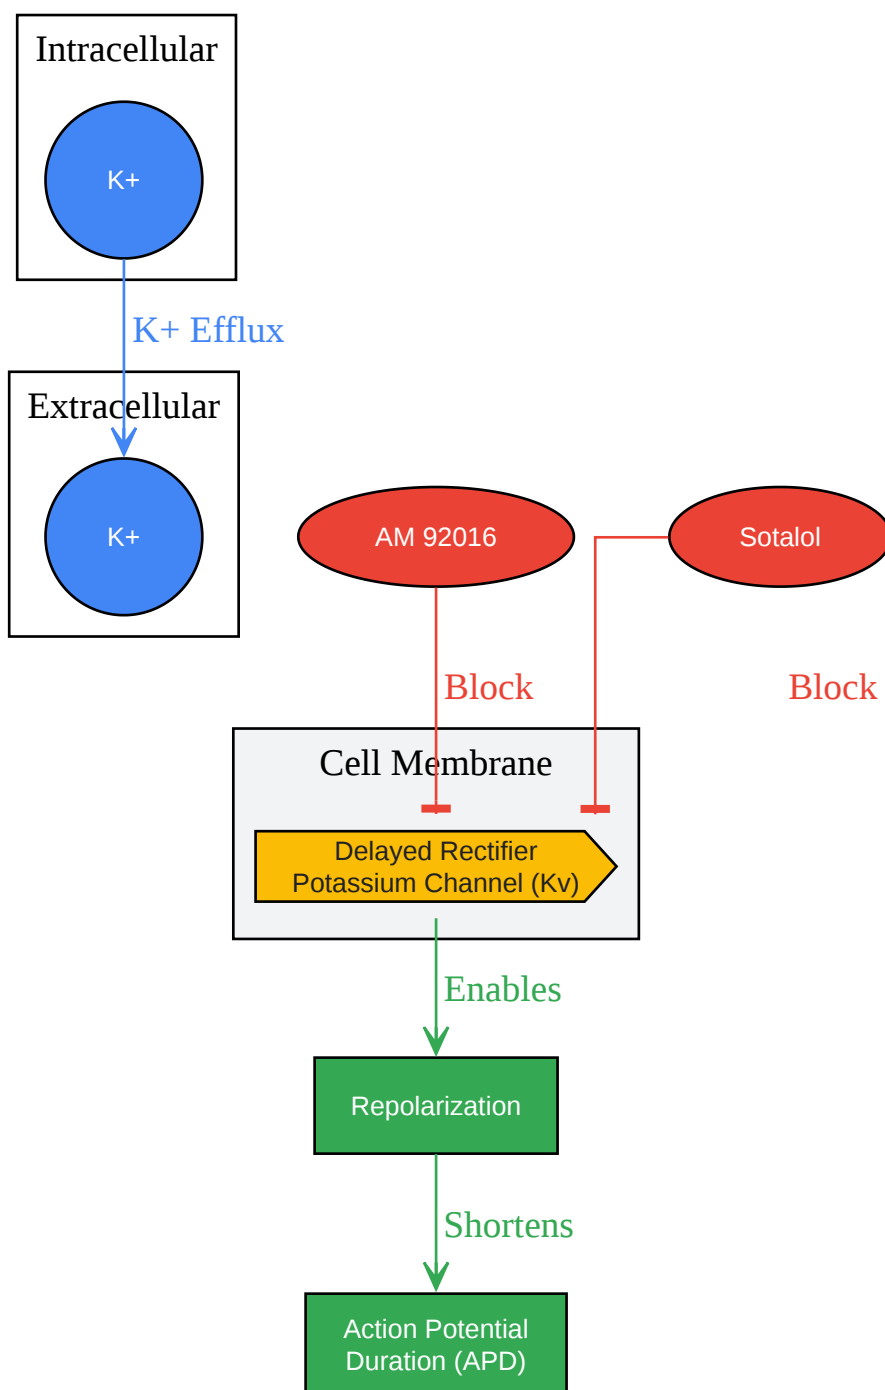 Intracellular
K+
K+ Efflux
Extracellular
K+
AM 92016
Sotalol
Block
Block
Cell Membrane
Delayed Rectifier
Potassium Channel (Kv)
Enables
Repolarization
Shortens
Action Potential
Duration (APD)